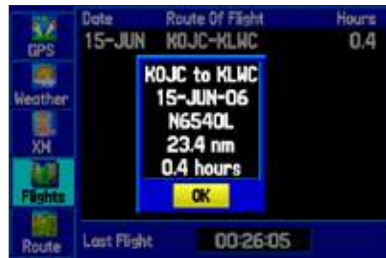 Date Route Of Flight Hours
15-JUN KOJC-KLWC 0.4
GPS
Weather
XM
Flights
Route
KOJC to KLWC
15-JUN-06
N6540L
23.4 nm
0.4 hours
OK
Last Flight 00:26:05